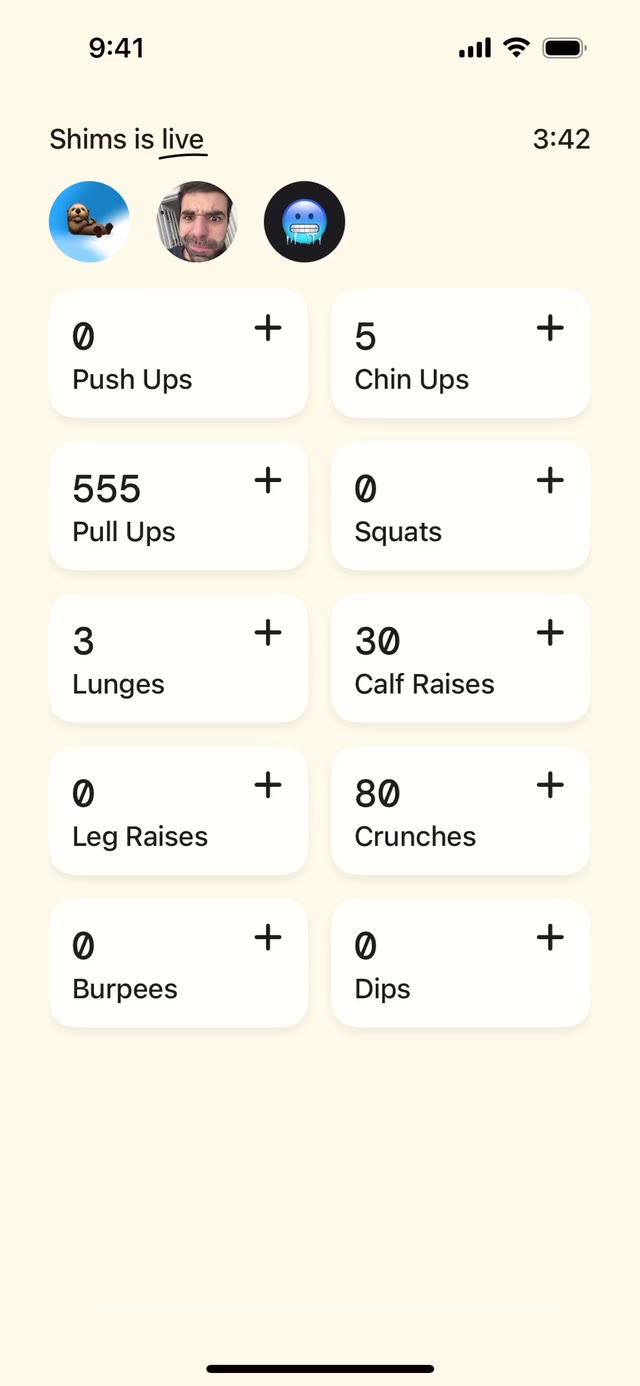 9:41
Shims is live 3:42
0 5
Push Ups Chin Ups
555 0
Pull Ups Squats
3 30
Lunges Calf Raises
0 80
Leg Raises Crunches
0 0
Burpees Dips